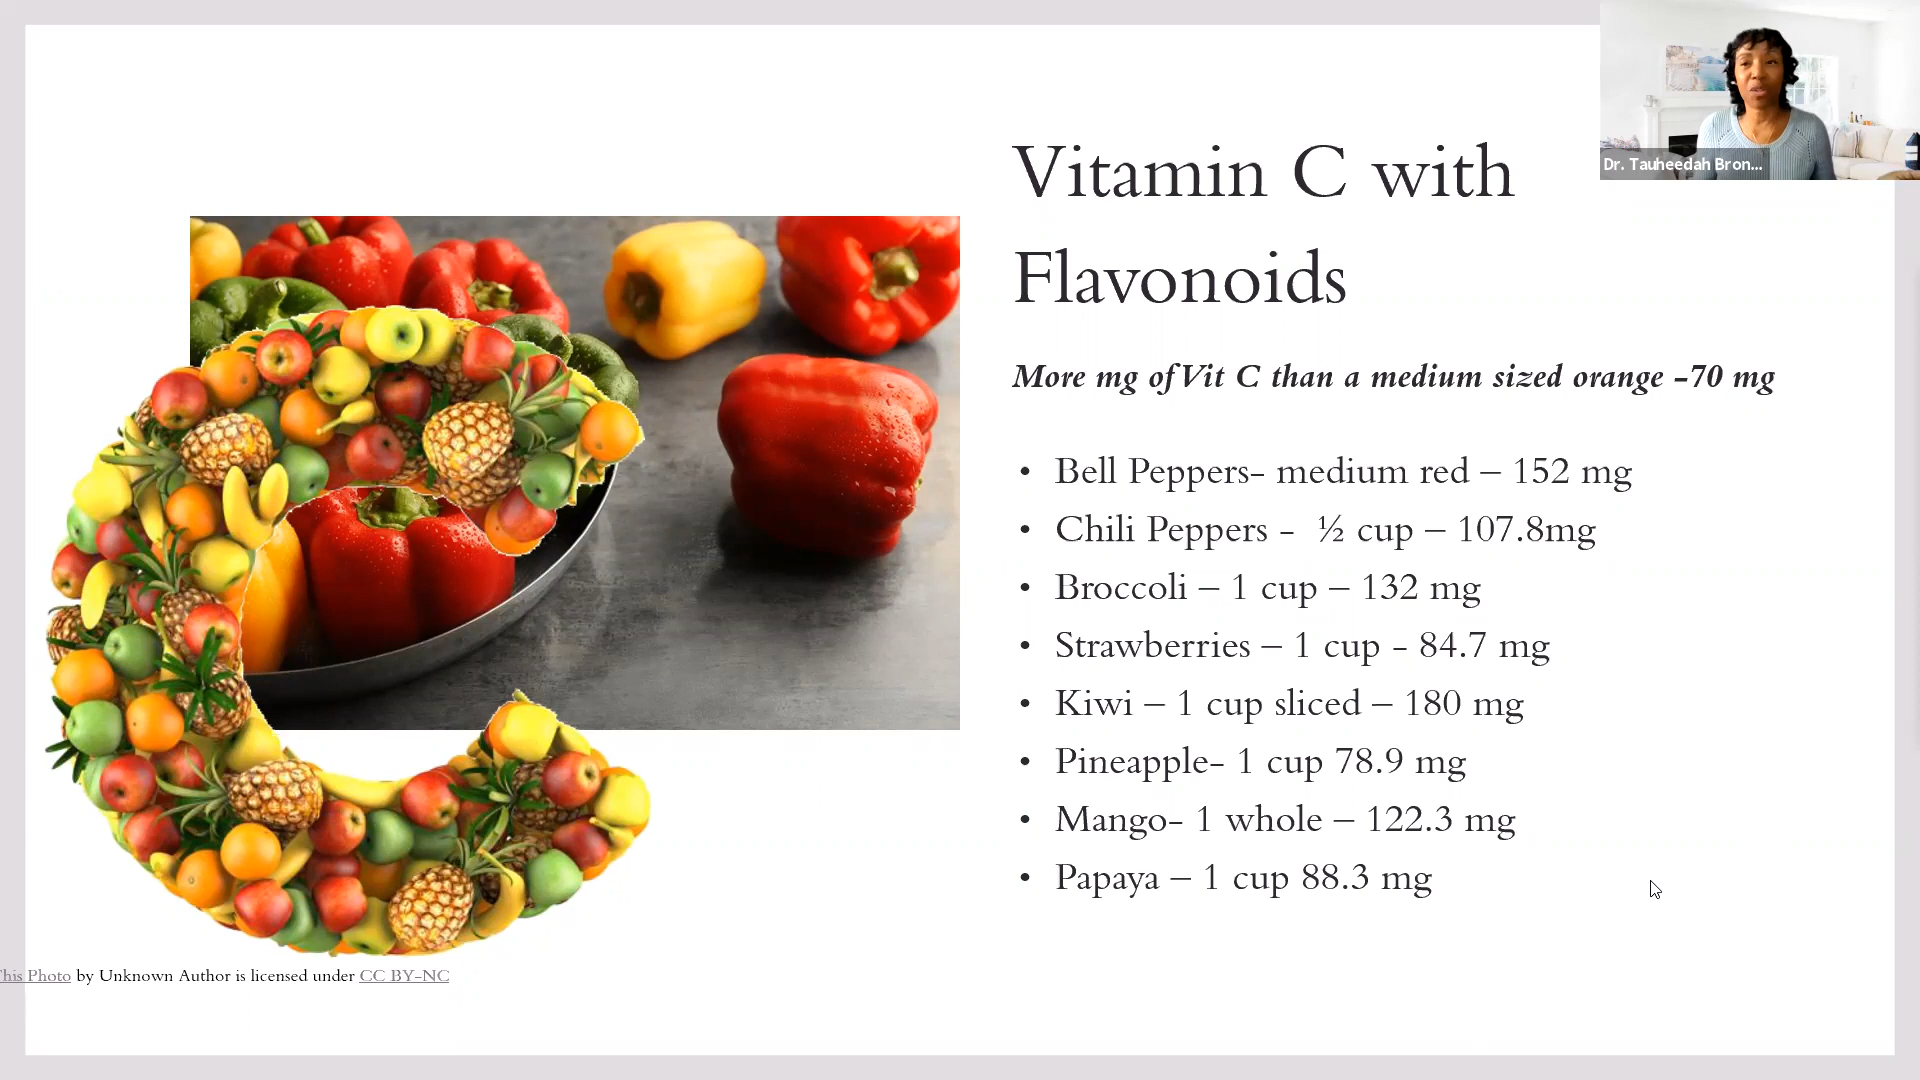 Dr. Tauheedah Bron...
Vitamin C with
Flavonoids
More mg of Vit C than a medium sized orange -70 mg
• Bell Peppers- medium red – 152 mg
• Chili Peppers - ½ cup – 107.8mg
• Broccoli – 1 cup – 132 mg
• Strawberries – 1 cup - 84.7 mg
• Kiwi – 1 cup sliced – 180 mg
• Pineapple- 1 cup 78.9 mg
• Mango- 1 whole – 122.3 mg
• Papaya – 1 cup 88.3 mg
This Photo by Unknown Author is licensed under CC BY-NC